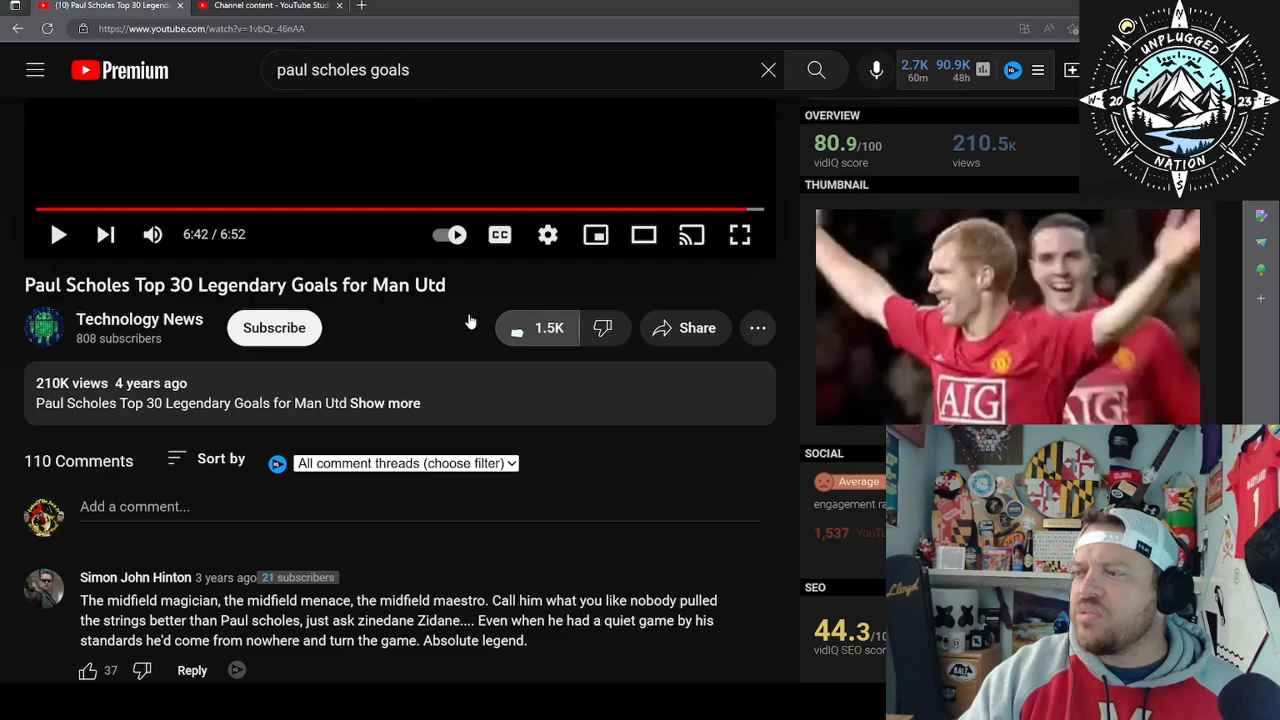 (10) Paul Scholes Top 30 Legend
Channel content - YouTube Stud
https://www.youtube.com/watch?v=1vbQr_46nAA
Premium
paul scholes goals
2.7K 90.9K
60m 48h
UNPLUGGED
W 20 23 E
NATION
N
S
OVERVIEW
80.9/100 210.5K
vidIQ score views
THUMBNAIL
AIG
AIG
6:42 / 6:52
CC
Paul Scholes Top 30 Legendary Goals for Man Utd
Technology News
808 subscribers
Subscribe
1.5K
Share
210K views 4 years ago
Paul Scholes Top 30 Legendary Goals for Man Utd Show more
110 Comments
Sort by
All comment threads (choose filter)
Add a comment...
Simon John Hinton 3 years ago 21 subscribers
The midfield magician, the midfield menace, the midfield maestro. Call him what you like nobody pulled
the strings better than Paul scholes, just ask zinedane Zidane.... Even when he had a quiet game by his
standards he'd come from nowhere and turn the game. Absolute legend.
37
Reply
SOCIAL
Average
engagement ra
1,537 YouT
SEO
44.3/10
vidIQ SEO scor
Lloyd
MARYLAND
1